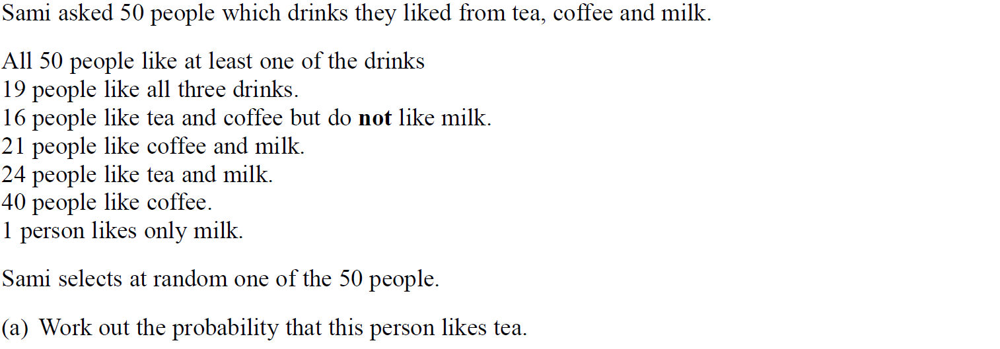 Sami asked 50 people which drinks they liked from tea, coffee and milk.
All 50 people like at least one of the drinks
19 people like all three drinks.
16 people like tea and coffee but do not like milk.
21 people like coffee and milk.
24 people like tea and milk.
40 people like coffee.
1 person likes only milk.
Sami selects at random one of the 50 people.
(a) Work out the probability that this person likes tea.